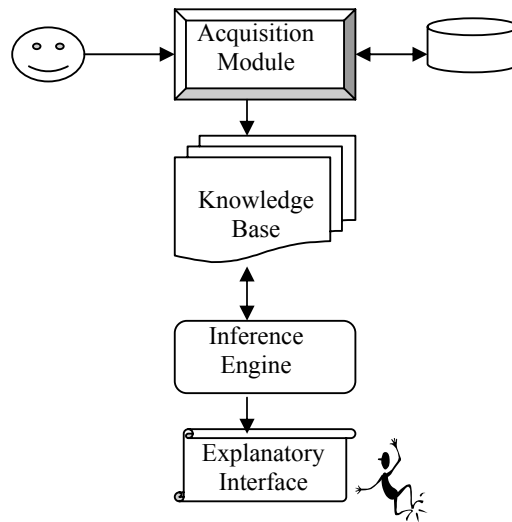 Acquisition
Module
Knowledge
Base
Inference
Engine
Explanatory
Interface